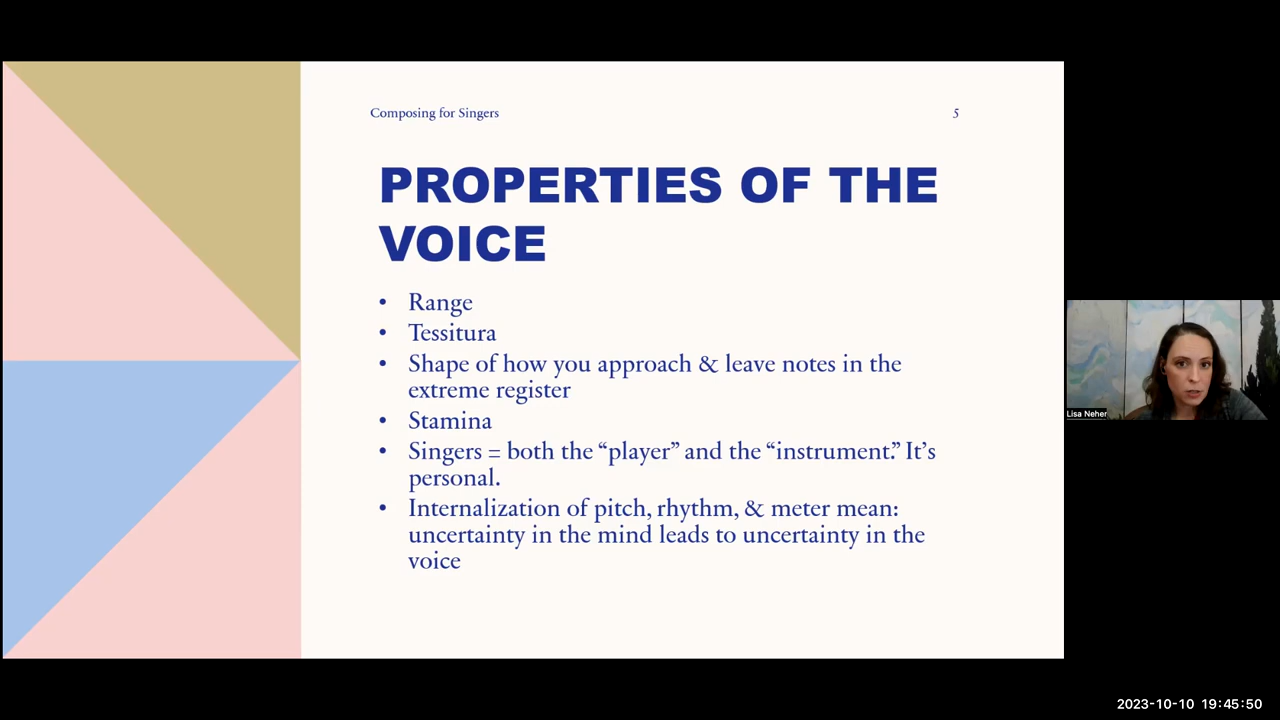 Composing for Singers
5
PROPERTIES OF THE
VOICE
• Range
• Tessitura
• Shape of how you approach & leave notes in the
extreme register
• Stamina
• Singers = both the “player” and the “instrument.” It’s
personal.
• Internalization of pitch, rhythm, & meter mean:
uncertainty in the mind leads to uncertainty in the
voice
Lisa Neher
2023-10-10 19:45:50